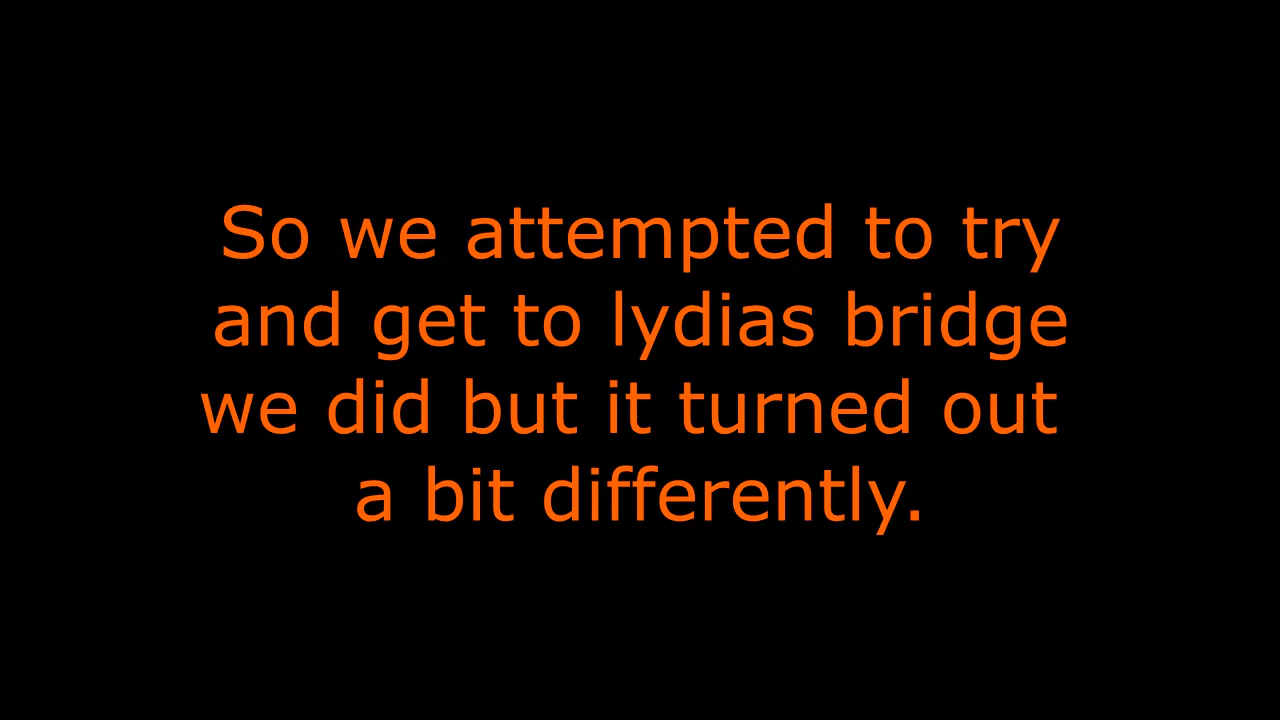 So we attempted to try
and get to lydias bridge
we did but it turned out
a bit differently.